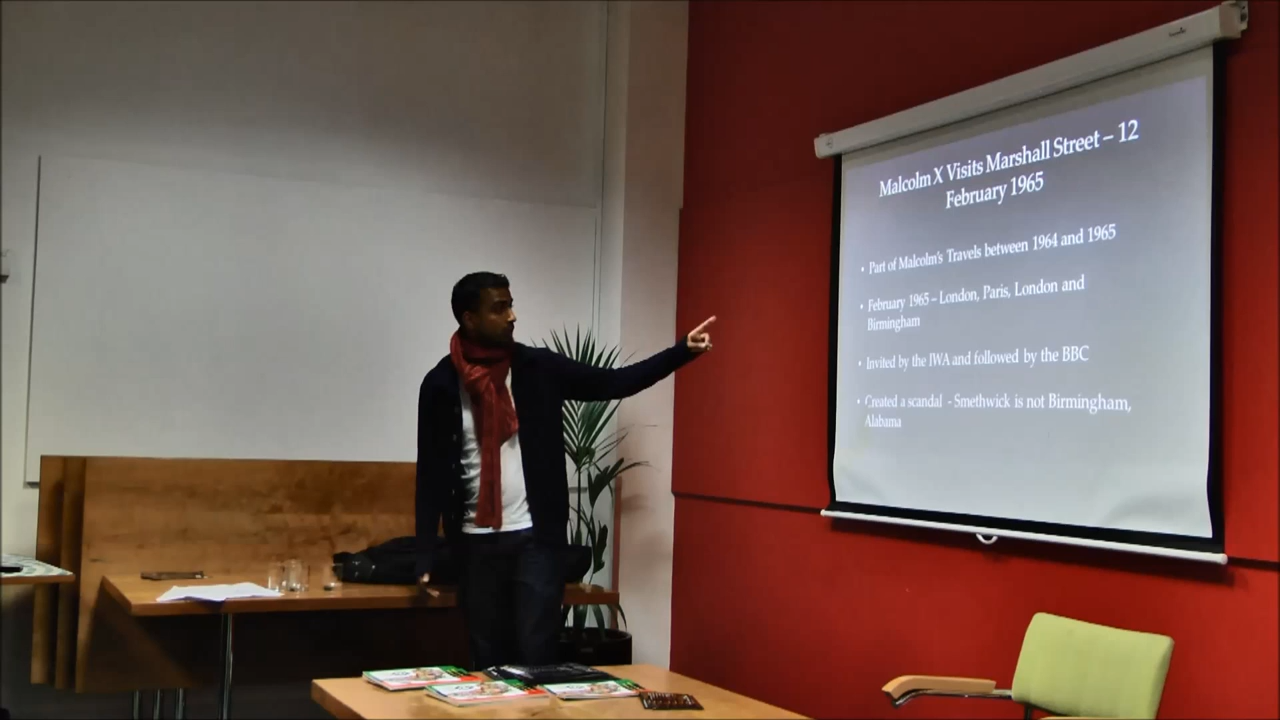 Malcolm X Visits Marshall Street – 12
February 1965
• Part of Malcolm's Travels between 1964 and 1965
• February 1965 – London, Paris, London and
Birmingham
• Invited by the IWA and followed by the BBC
• Created a scandal - Smethwick is not Birmingham,
Alabama